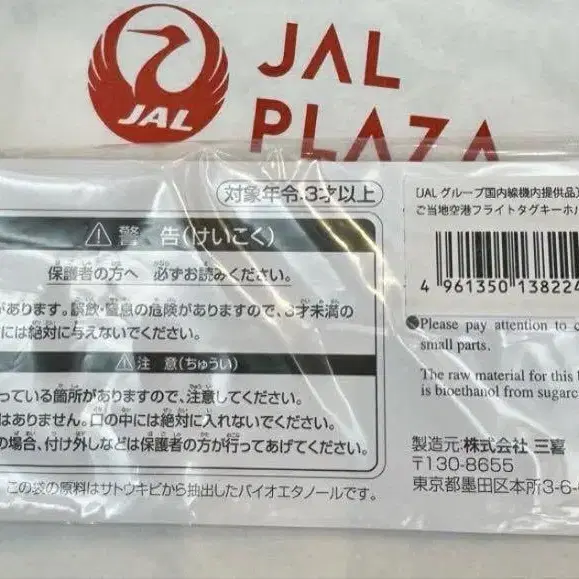 JAL
JAL
PLAZA
対象年令.3才以上
⚠警 告(けいこく)
保護者の方へ 必ずお読みください。
があります。誤飲・窒息の危険がありますので、3才未満の
には絶対に与えないでください。
⚠注 意(ちゅうい)
っている箇所がありますので、注意してください。
はありません。口の中には絶対に入れないでください。
の場合、付け外しなどは保護者の方が行ってあげてください。
この袋の原料はサトウキビから抽出したバイオエタノールです。
〔JALグループ国内線機内提供品〕
ご当地空港フライトタグキーホ
4 961350 138224
Please pay attention to
small parts.
The raw material for this
is bioethanol from sugarc
製造元:株式会社 三喜
〒130-8655
東京都墨田区本所3-6-